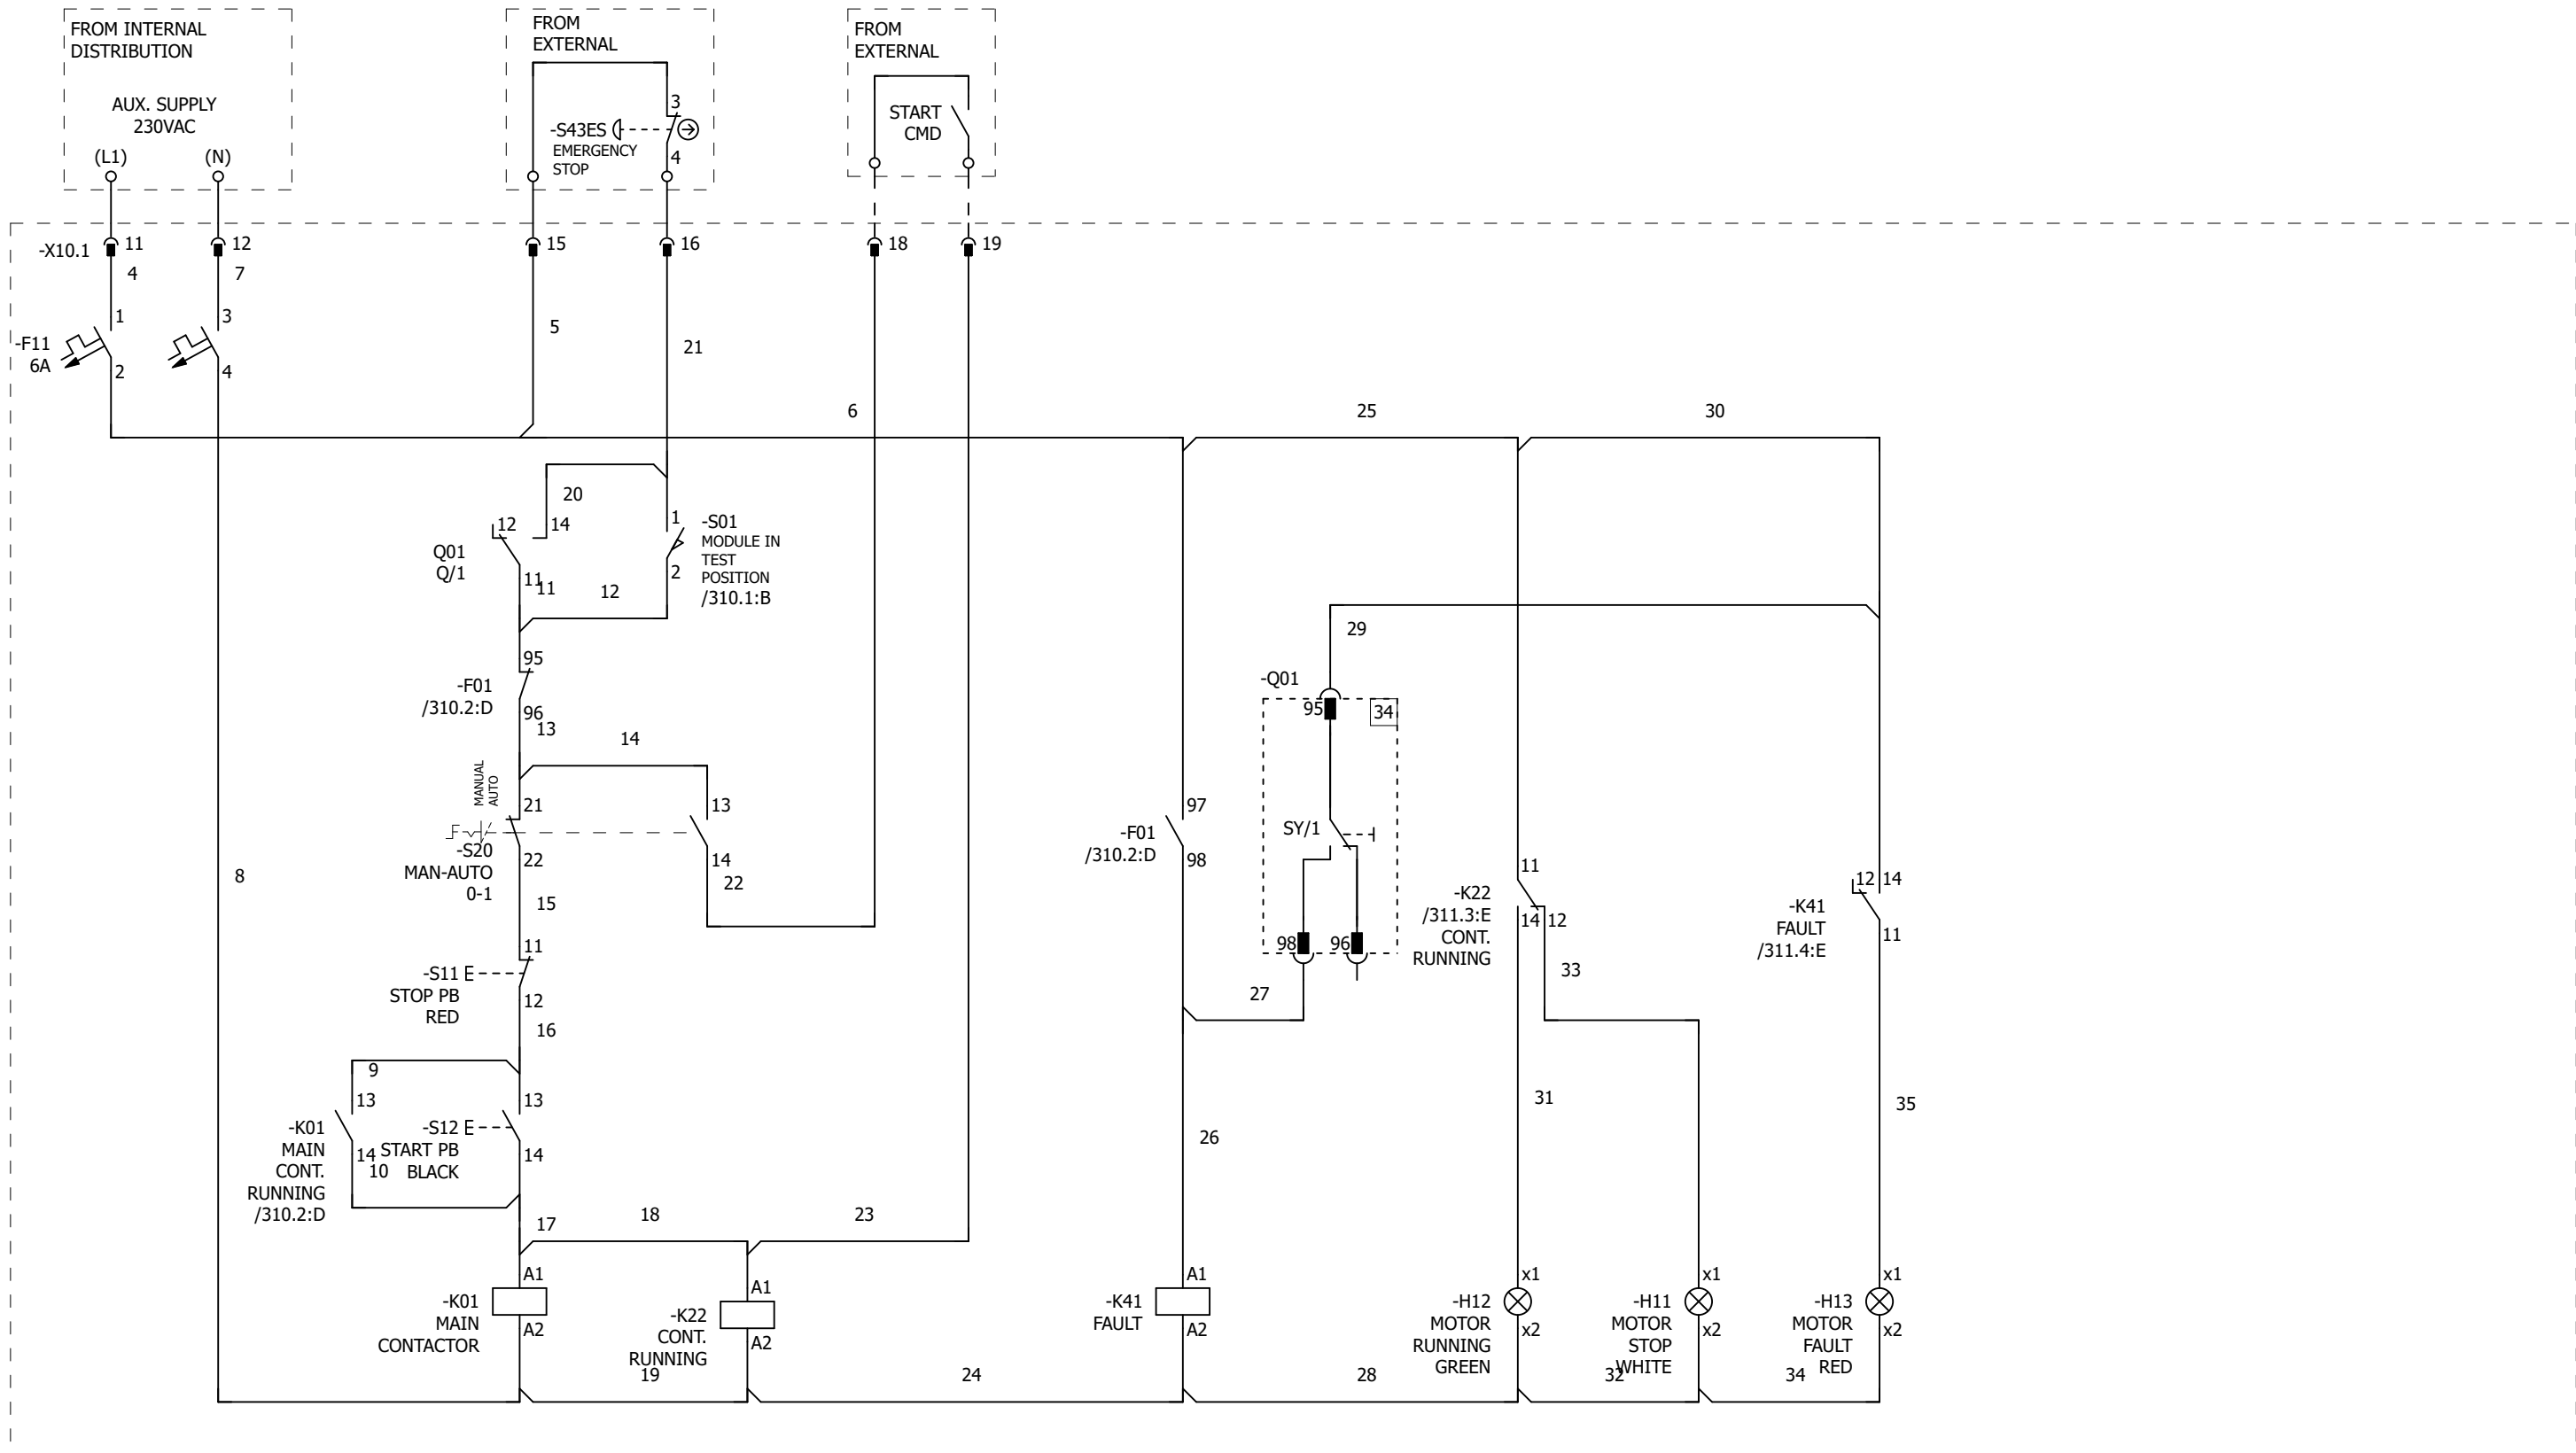 FROM INTERNAL
DISTRIBUTION
AUX. SUPPLY
230VAC
(L1)
(N)
FROM
EXTERNAL
3
-S43ES
EMERGENCY
STOP
4
FROM
EXTERNAL
START
CMD
-X10.1
11
12
15
16
18
19
4
7
1
3
5
21
-F11
6A
2
4
6
25
30
20
12
14
1
-S01
MODULE IN
TEST
POSITION
/310.1:B
2
Q01
Q/1
11
11
12
95
-F01
/310.2:D
96
13
14
29
-Q01
95
34
MANUAL
AUTO
21
13
97
-S20
MAN-AUTO
0-1
22
14
22
-F01
/310.2:D
98
SY/1
8
15
11
-K22
/311.3:E
CONT.
RUNNING
14
12
12
14
-K41
FAULT
/311.4:E
11
11
-S11
E
STOP PB
RED
12
98
96
33
27
16
9
13
13
-K01
MAIN
CONT.
RUNNING
/310.2:D
14
10
-S12
E
START PB
BLACK
14
26
31
35
17
18
23
A1
-K01
MAIN
CONTACTOR
A2
A1
-K22
CONT.
RUNNING
A2
A1
-K41
FAULT
A2
x1
-H12
MOTOR
RUNNING
GREEN
x2
x1
-H11
MOTOR
STOP
WHITE
x2
x1
-H13
MOTOR
FAULT
RED
x2
19
24
28
32
34